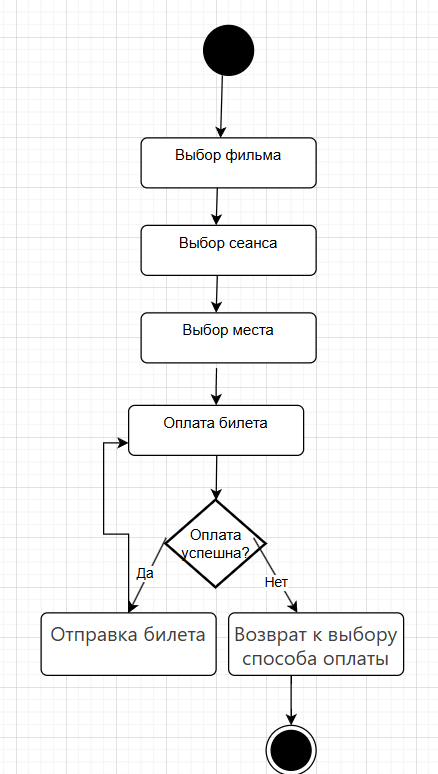 Выбор фильма
Выбор сеанса
Выбор места
Оплата билета
Оплата
успешна?
Да
Нет
Отправка билета
Возврат к выбору
способа оплаты